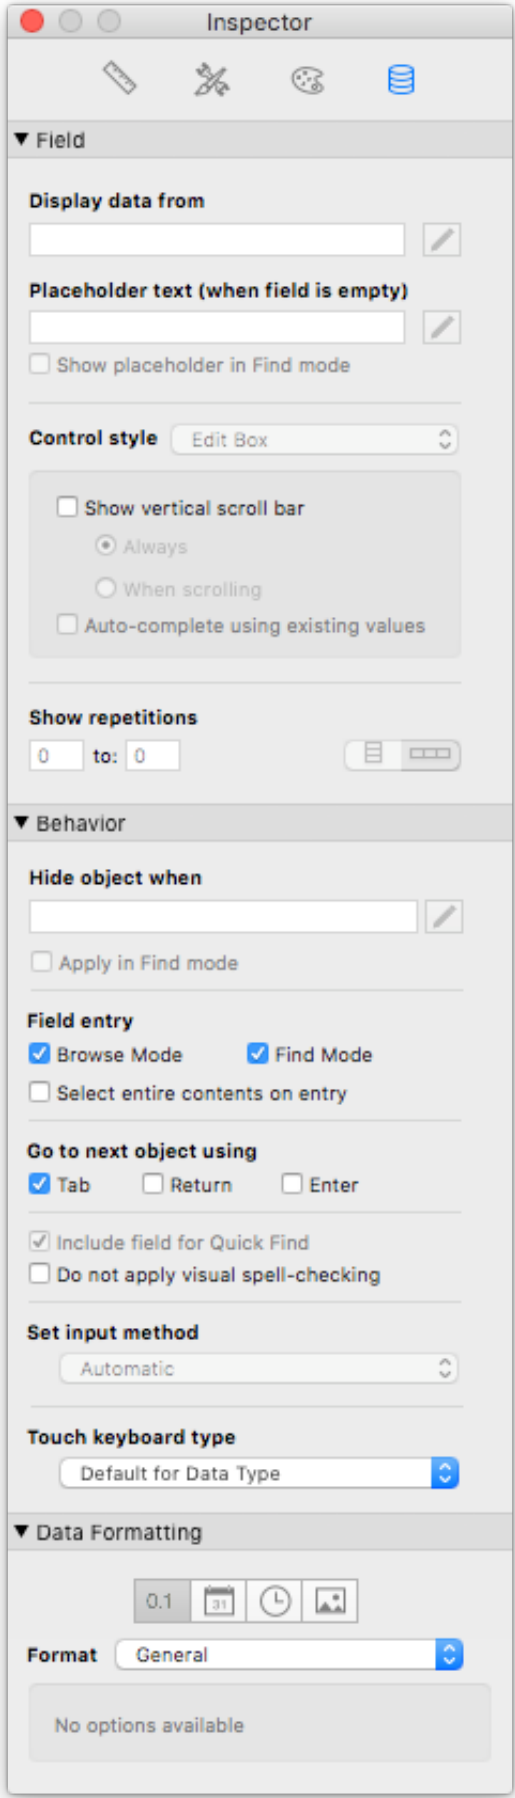 Inspector
Field
Display data from
Placeholder text (when field is empty)
Show placeholder in Find mode
Control style Edit Box
Show vertical scroll bar
Always
When scrolling
Auto-complete using existing values
Show repetitions
0 to: 0
Behavior
Hide object when
Apply in Find mode
Field entry
Browse Mode Find Mode
Select entire contents on entry
Go to next object using
Tab Return Enter
Include field for Quick Find
Do not apply visual spell-checking
Set input method
Automatic
Touch keyboard type
Default for Data Type
Data Formatting
0.1 31
Format General
No options available